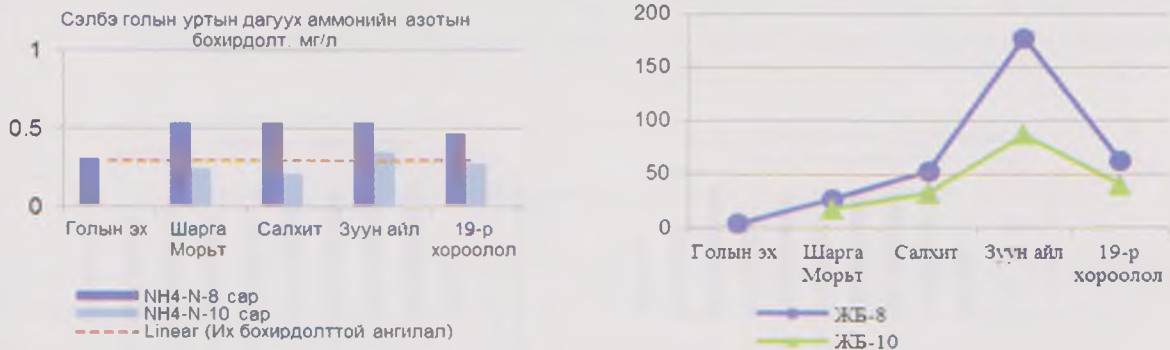 Сэлбэ голын уртын дагуух аммонийн азотын
бохирдолт. мг/л
1
0.5
0
Голын эх
Шарга
Морьт
Салхит
Зуун айл
19-р
хороолол
NH4-N-8 сар
NH4-N-10 сар
Linear (Их бохирдолттой ангилал)
200
150
100
50
0
Голын эх
Шарга
Морьт
Салхит
Зуун айл
19-р
хороолол
ЖБ-8
ЖБ-10